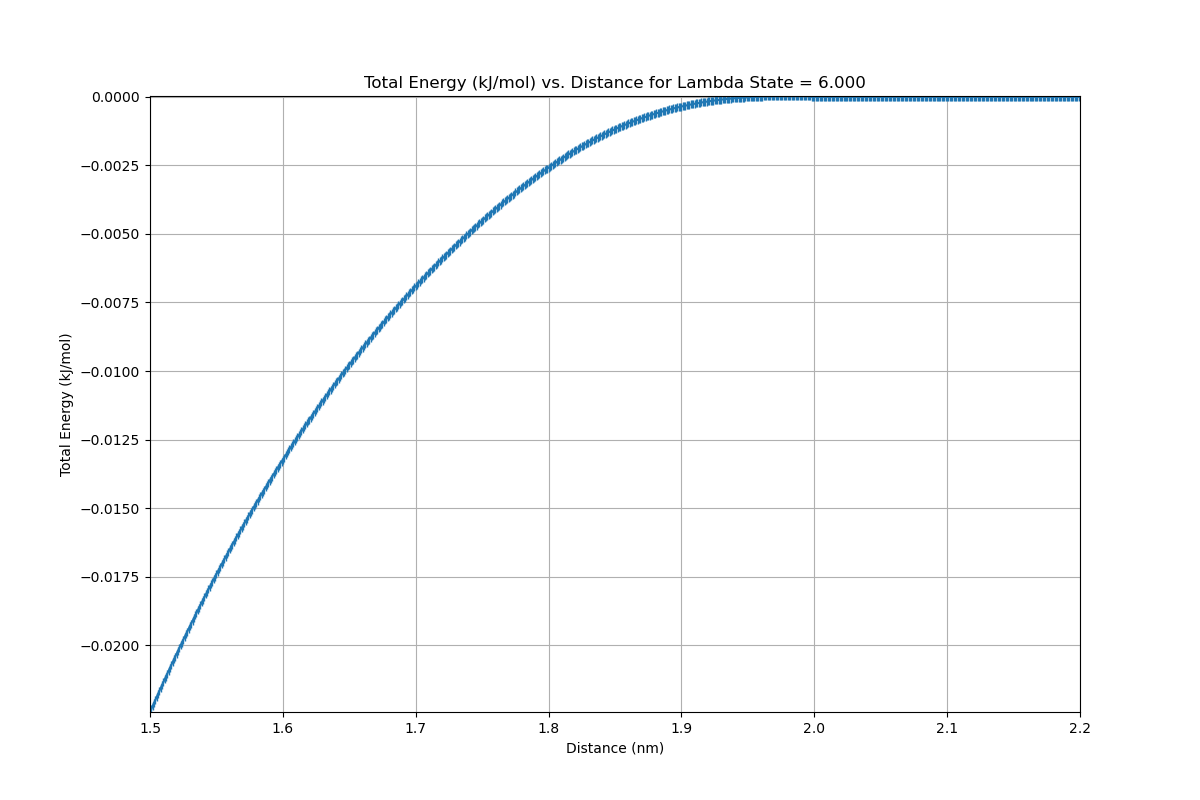 Total Energy (kJ/mol) vs. Distance for Lambda State = 6.000
0.0000
−0.0025
−0.0050
−0.0075
−0.0100
−0.0125
−0.0150
−0.0175
−0.0200
Total Energy (kJ/mol)
1.5 1.6 1.7 1.8 1.9 2.0 2.1 2.2
Distance (nm)